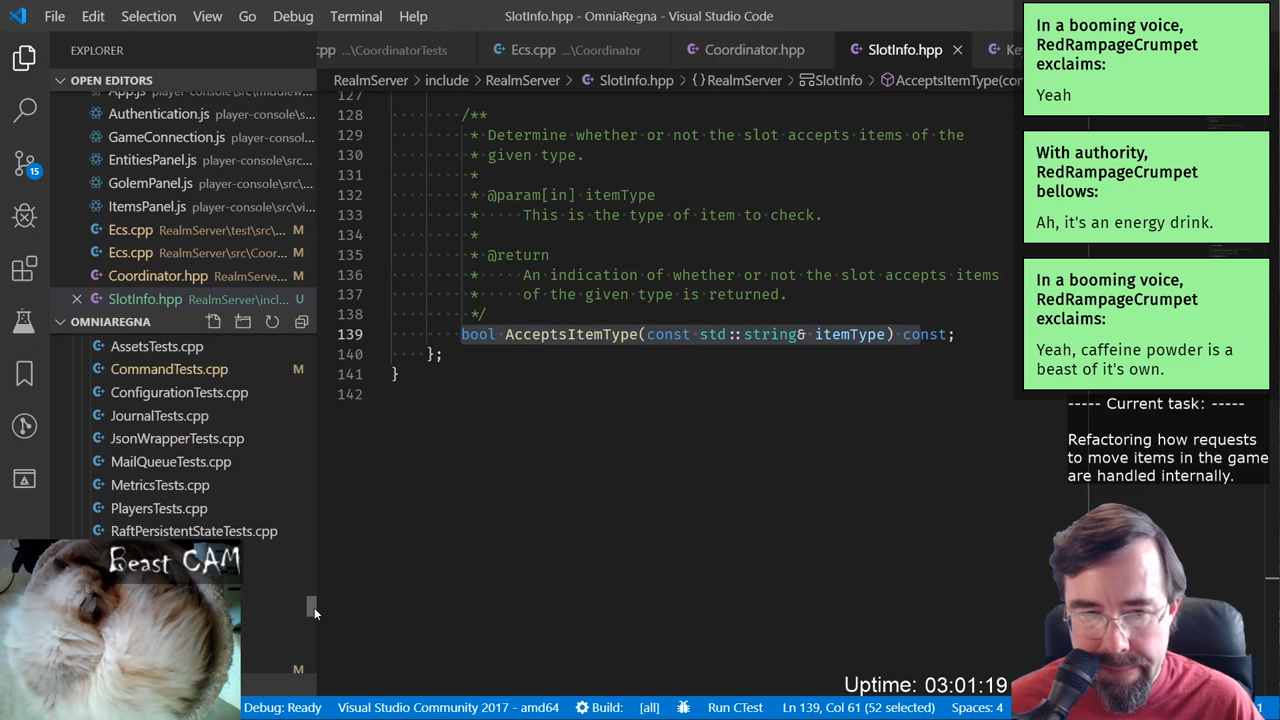 File Edit Selection View Go Debug Terminal Help
SlotInfo.hpp - OmniaRegna - Visual Studio Code
EXPLORER
OPEN EDITORS
Authentication.js player-console\src...
GameConnection.js player-consol...
EntitiesPanel.js player-console\src...
GolemPanel.js player-console\src\...
ItemsPanel.js player-console\src\vi...
Ecs.cpp RealmServer\test\src\... M
Ecs.cpp RealmServer\src\Coor... M
Coordinator.hpp RealmServe... M
SlotInfo.hpp RealmServer\incl... U
OMNIAREGNA
AssetsTests.cpp
CommandTests.cpp M
ConfigurationTests.cpp
JournalTests.cpp
JsonWrapperTests.cpp
MailQueueTests.cpp
MetricsTests.cpp
PlayersTests.cpp
RaftPersistentStateTests.cpp
M
15
cpp ...\CoordinatorTests Ecs.cpp ...\Coordinator Coordinator.hpp SlotInfo.hpp
RealmServer > include > RealmServer > SlotInfo.hpp > {} RealmServer > SlotInfo > AcceptsItemType(con
127
128 /**
129 * Determine whether or not the slot accepts items of the
130 * given type.
131 *
132 * @param[in] itemType
133 * This is the type of item to check.
134 *
135 * @return
136 * An indication of whether or not the slot accepts items
137 * of the given type is returned.
138 */
139 bool AcceptsItemType(const std::string& itemType) const;
140 };
141 }
142
In a booming voice,
RedRampageCrumpet
exclaims:
Yeah
With authority,
RedRampageCrumpet
bellows:
Ah, it's an energy drink.
In a booming voice,
RedRampageCrumpet
exclaims:
Yeah, caffeine powder is a
beast of it's own.
----- Current task: -----
Refactoring how requests
to move items in the game
are handled internally.
Beast CAM
Uptime: 03:01:19
Debug: Ready Visual Studio Community 2017 - amd64 Build: [all] Run CTest Ln 139, Col 61 (52 selected) Spaces: 4